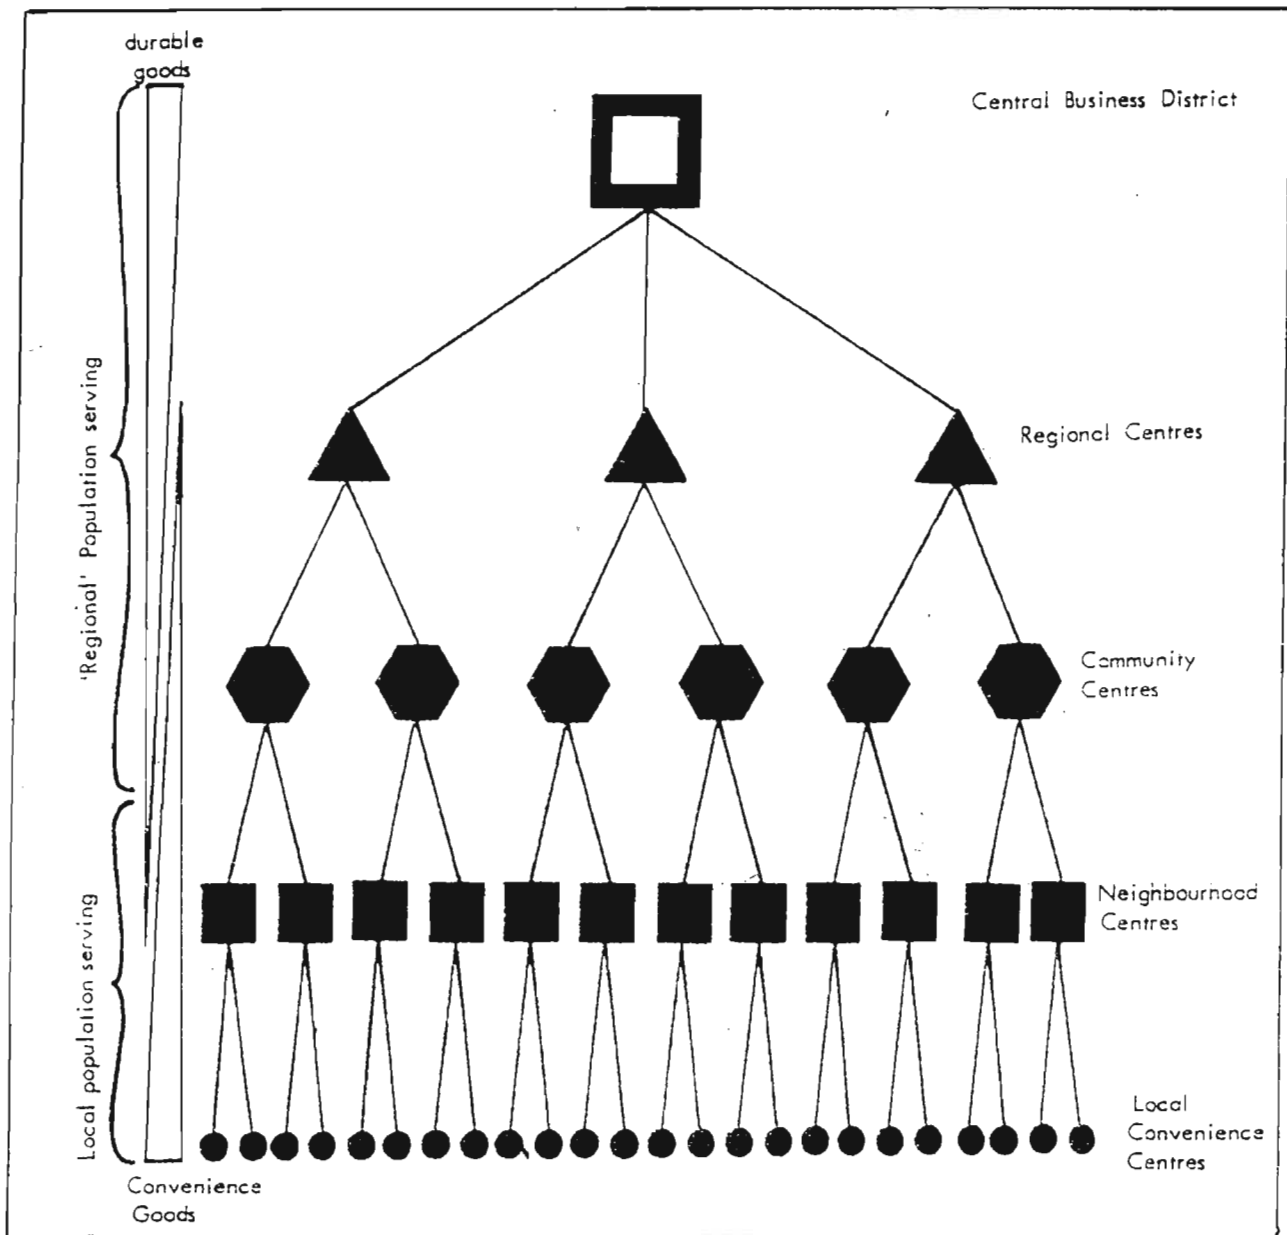 durable
goods
Central Business District
Regional Centres
'Regional' Population serving
Community
Centres
Neighbourhood
Centres
Local population serving
Local
Convenience
Centres
Convenience
Goods